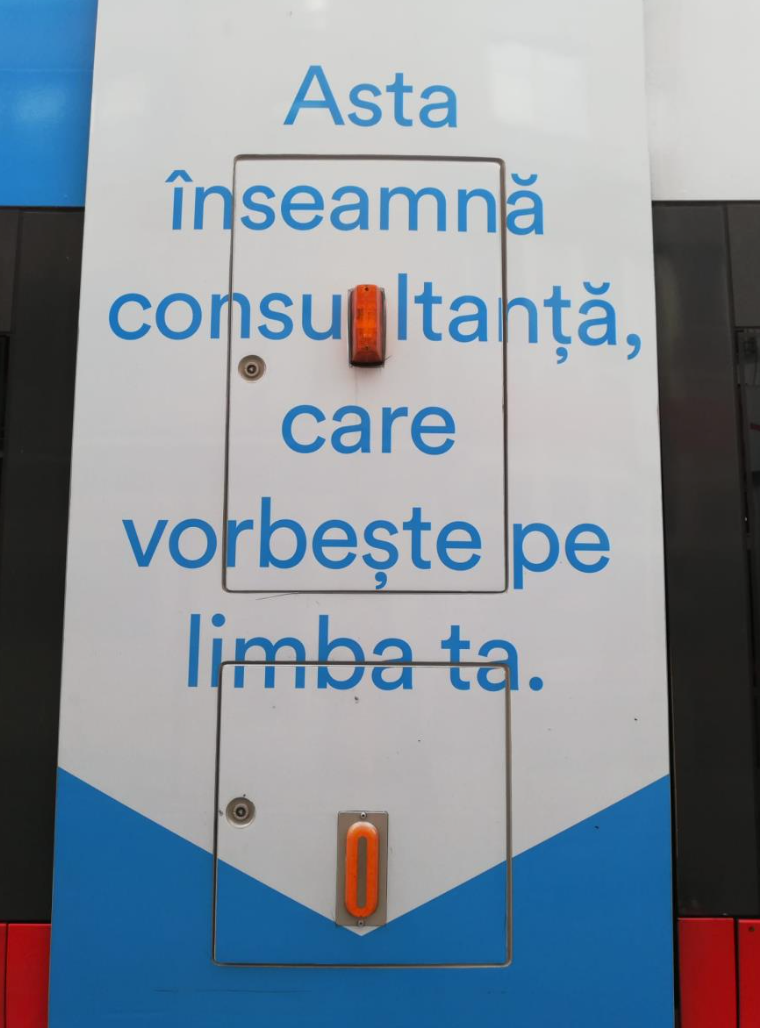 Asta
înseamnă
consultanță,
care
vorbește pe
limba ta.